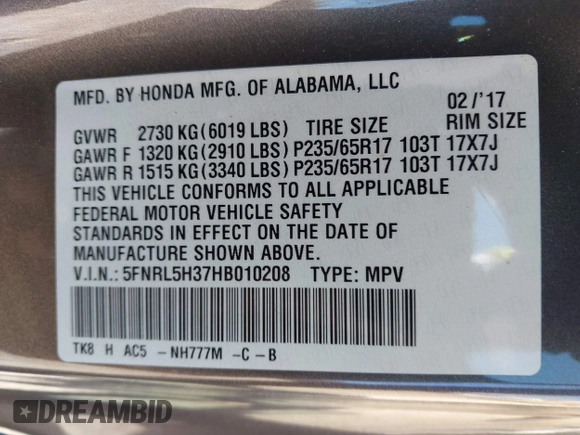 MFD. BY HONDA MFG. OF ALABAMA, LLC
02 /'17
GVWR 2730 KG(6019 LBS) TIRE SIZE RIM SIZE
GAWR F 1320 KG(2910 LBS)P235/65R17 103T 17X7J
GAWR R 1515 KG(3340 LBS)P235/65R17 103T 17X7J
THIS VEHICLE CONFORMS TO ALL APPLICABLE
FEDERAL MOTOR VEHICLE SAFETY
STANDARDS IN EFFECT ON THE DATE OF
MANUFACTURE SHOWN ABOVE.
V.I.N.: 5FNRL5H37HB010208 TYPE: MPV
TK8 H AC5 -NH777M -C-B
DREAMBID